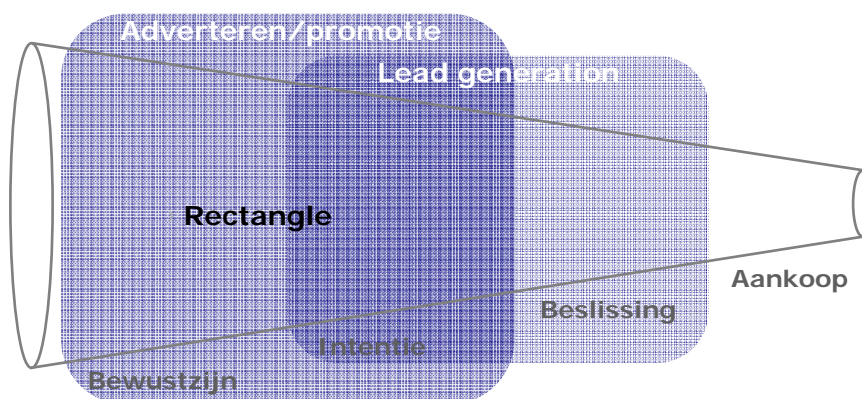 Adverteren/promotie
Lead generation
Rectangle
Aankoop
Beslissing
Intentie
Bewustzijn